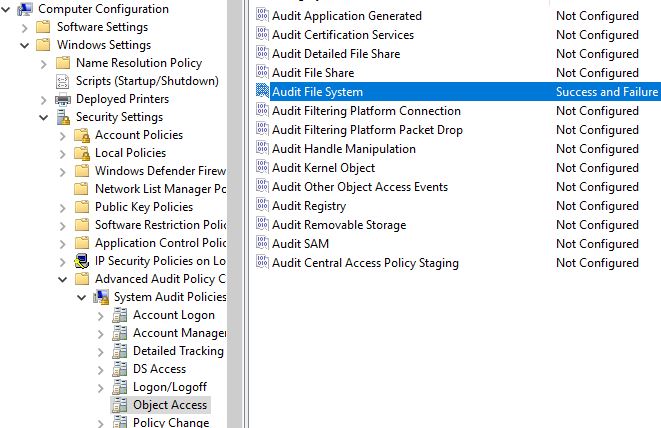 Computer Configuration
Software Settings
Windows Settings
Name Resolution Policy
Scripts (Startup/Shutdown)
Deployed Printers
Security Settings
Account Policies
Local Policies
Windows Defender Firew
Network List Manager Po
Public Key Policies
Software Restriction Polic
Application Control Polic
IP Security Policies on Lo
Advanced Audit Policy C
System Audit Policies
Account Logon
Account Manager
Detailed Tracking
DS Access
Logon/Logoff
Object Access
Policy Change
Audit Application Generated Not Configured
Audit Certification Services Not Configured
Audit Detailed File Share Not Configured
Audit File Share Not Configured
Audit File System Success and Failure
Audit Filtering Platform Connection Not Configured
Audit Filtering Platform Packet Drop Not Configured
Audit Handle Manipulation Not Configured
Audit Kernel Object Not Configured
Audit Other Object Access Events Not Configured
Audit Registry Not Configured
Audit Removable Storage Not Configured
Audit SAM Not Configured
Audit Central Access Policy Staging Not Configured